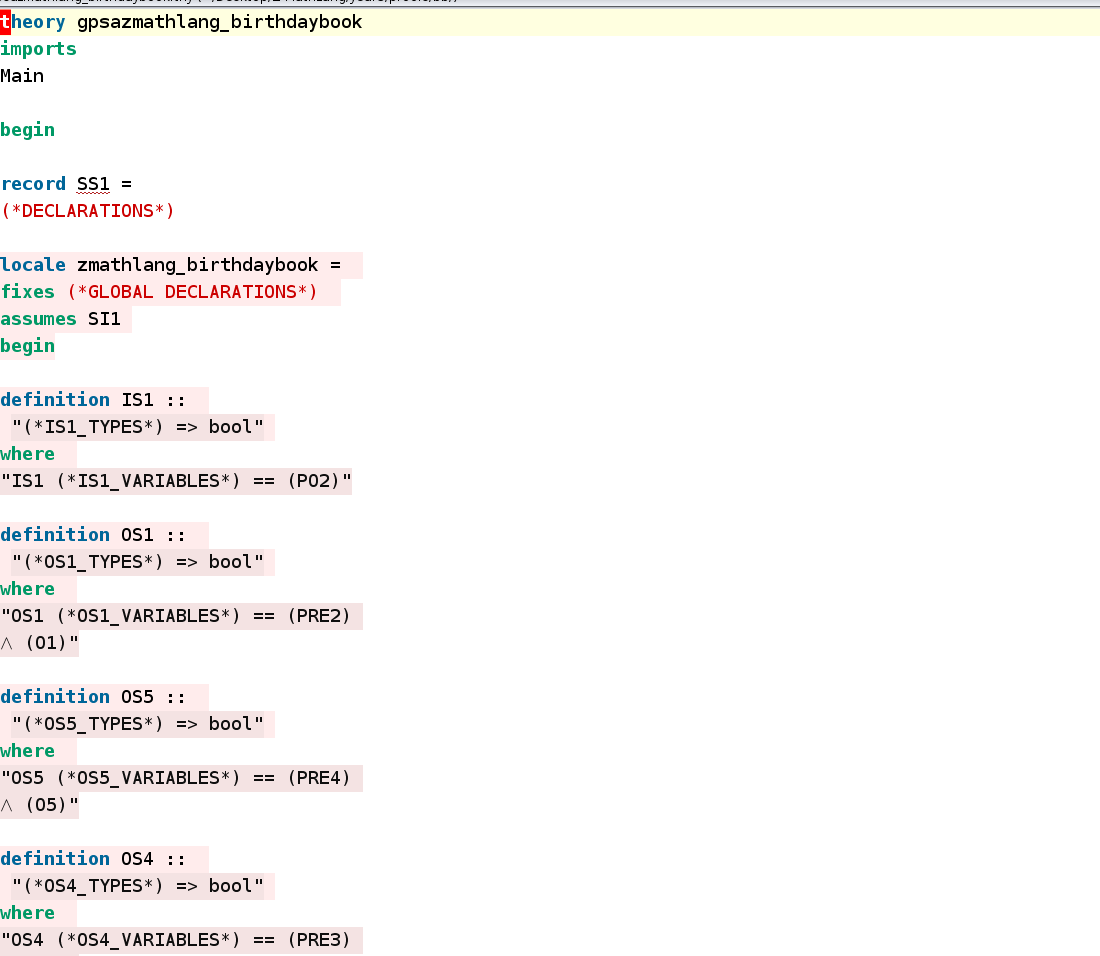 theory gpsazmathlang_birthdaybook
imports
Main
begin
record SS1 =
(*DECLARATIONS*)
locale zmathlang_birthdaybook =
fixes (*GLOBAL DECLARATIONS*)
assumes SI1
begin
definition IS1 ::
"(*IS1_TYPES*) => bool"
where
"IS1 (*IS1_VARIABLES*) == (PO2)"
definition OS1 ::
"(*OS1_TYPES*) => bool"
where
"OS1 (*OS1_VARIABLES*) == (PRE2)
∧ (O1)"
definition OS5 ::
"(*OS5_TYPES*) => bool"
where
"OS5 (*OS5_VARIABLES*) == (PRE4)
∧ (O5)"
definition OS4 ::
"(*OS4_TYPES*) => bool"
where
"OS4 (*OS4_VARIABLES*) == (PRE3)